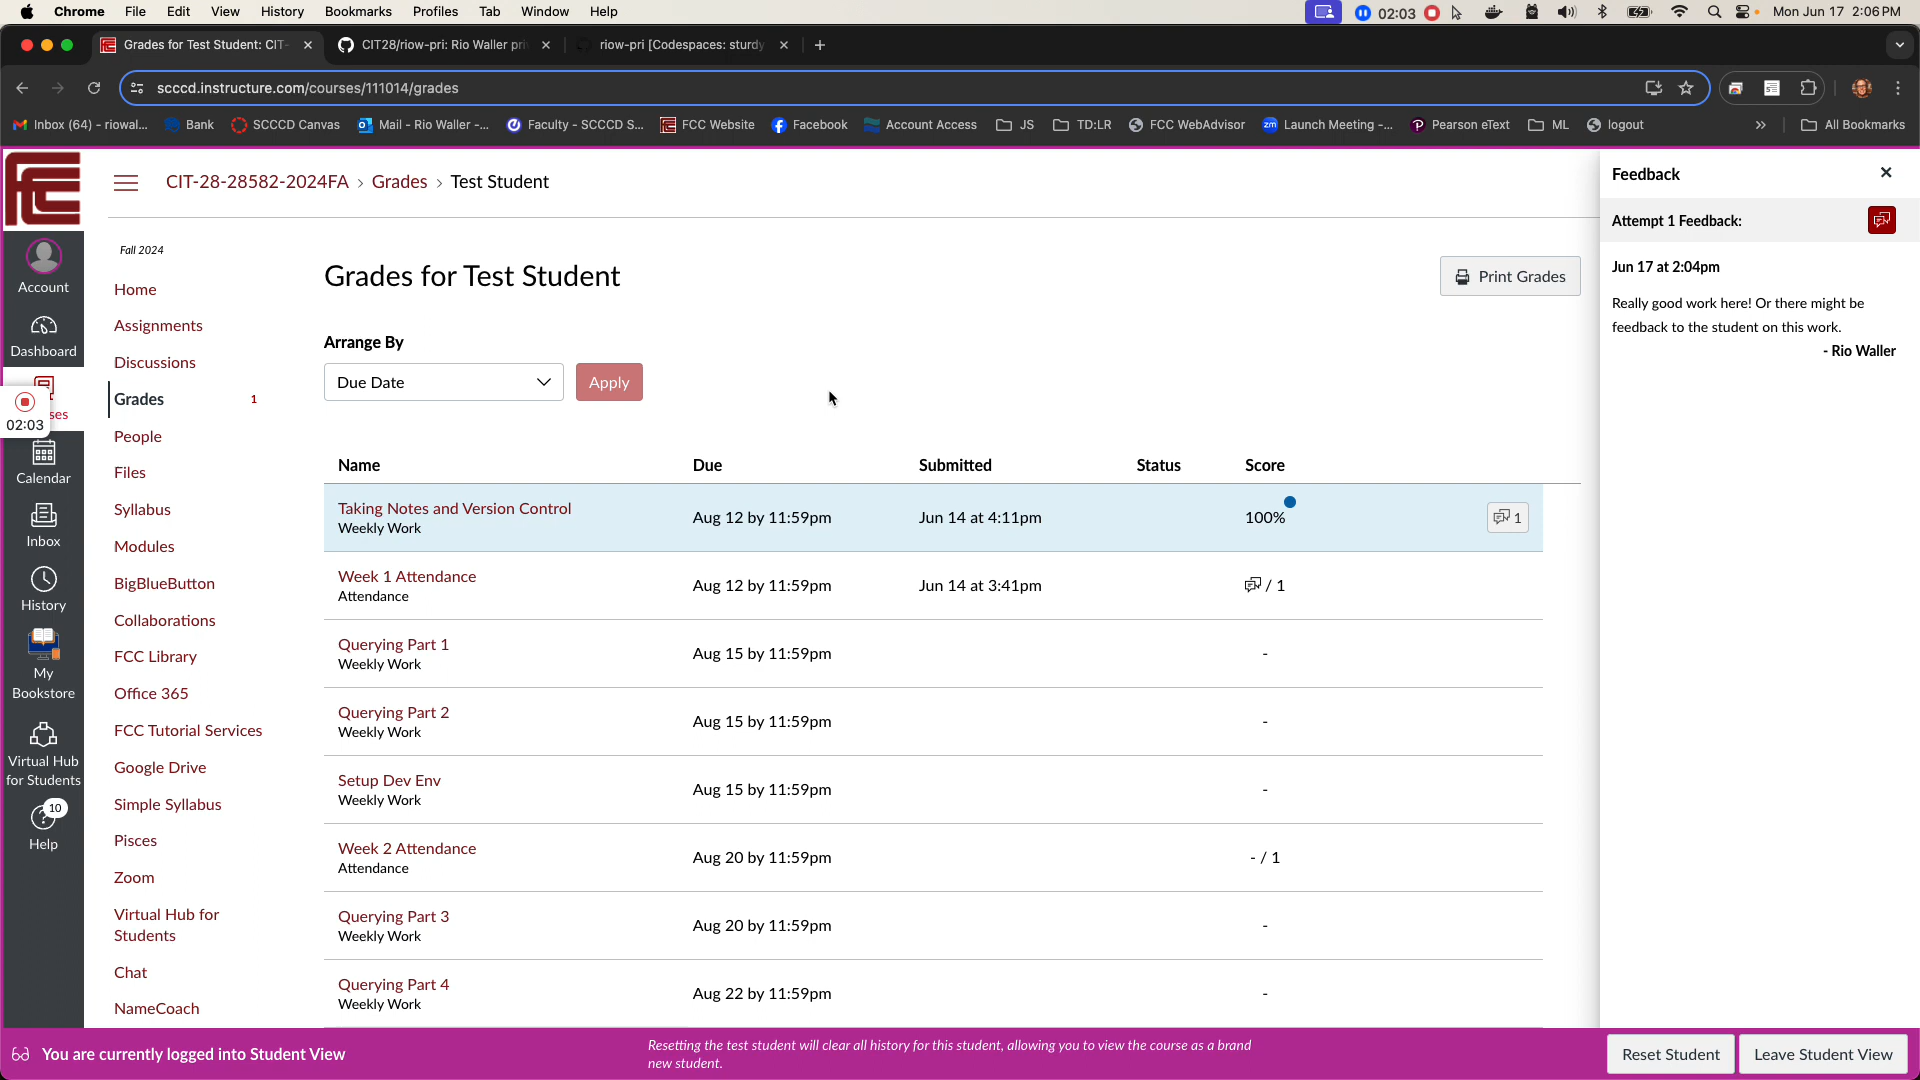 Chrome File Edit View History Bookmarks Profiles Tab Window Help 02:03 Mon Jun 17 2:06 PM
Grades for Test Student: CIT- CIT28/riow-pri: Rio Waller pri riow-pri [Codespaces: sturdy
scccd.instructure.com/courses/111014/grades
Inbox (64) - riowal... Bank SCCCD Canvas Mail - Rio Waller -... Faculty - SCCCD S... FCC Website Facebook Account Access JS TD:LR FCC WebAdvisor Launch Meeting -... Pearson eText ML logout » All Bookmarks
FCC
Account
Dashboard
ses
02:03
Calendar
Inbox
History
My
Bookstore
Virtual Hub
for Students
10
Help
CIT-28-28582-2024FA › Grades › Test Student
Fall 2024
Home
Assignments
Discussions
Grades 1
People
Files
Syllabus
Modules
BigBlueButton
Collaborations
FCC Library
Office 365
FCC Tutorial Services
Google Drive
Simple Syllabus
Pisces
Zoom
Virtual Hub for
Students
Chat
NameCoach
Grades for Test Student
Print Grades
Arrange By
Due Date Apply
Name Due Submitted Status Score
Taking Notes and Version Control
Weekly Work
Aug 12 by 11:59pm Jun 14 at 4:11pm 100% 1
Week 1 Attendance
Attendance
Aug 12 by 11:59pm Jun 14 at 3:41pm / 1
Querying Part 1
Weekly Work
Aug 15 by 11:59pm -
Querying Part 2
Weekly Work
Aug 15 by 11:59pm -
Setup Dev Env
Weekly Work
Aug 15 by 11:59pm -
Week 2 Attendance
Attendance
Aug 20 by 11:59pm - / 1
Querying Part 3
Weekly Work
Aug 20 by 11:59pm -
Querying Part 4
Weekly Work
Aug 22 by 11:59pm -
Feedback
Attempt 1 Feedback:
Jun 17 at 2:04pm
Really good work here! Or there might be
feedback to the student on this work.
- Rio Waller
You are currently logged into Student View
Resetting the test student will clear all history for this student, allowing you to view the course as a brand
new student.
Reset Student Leave Student View